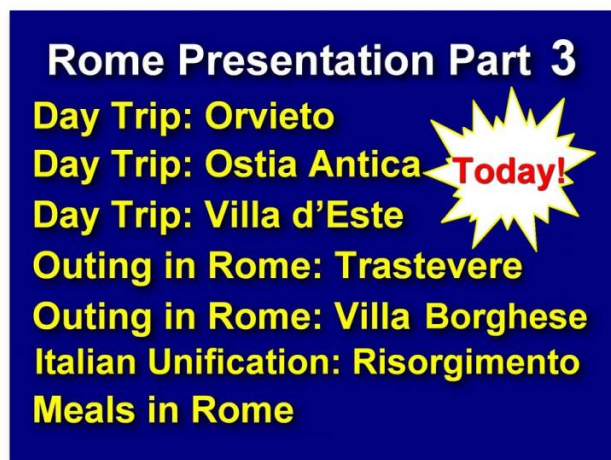 Rome Presentation Part 3
Day Trip: Orvieto
Day Trip: Ostia Antica
Today!
Day Trip: Villa d’Este
Outing in Rome: Trastevere
Outing in Rome: Villa Borghese
Italian Unification: Risorgimento
Meals in Rome